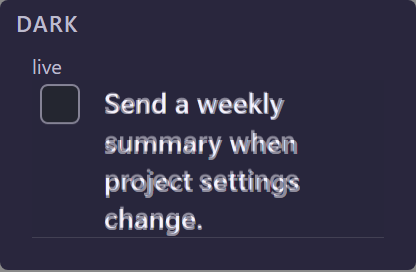 DARK
live
Send a weekly
summary when
project settings
change.